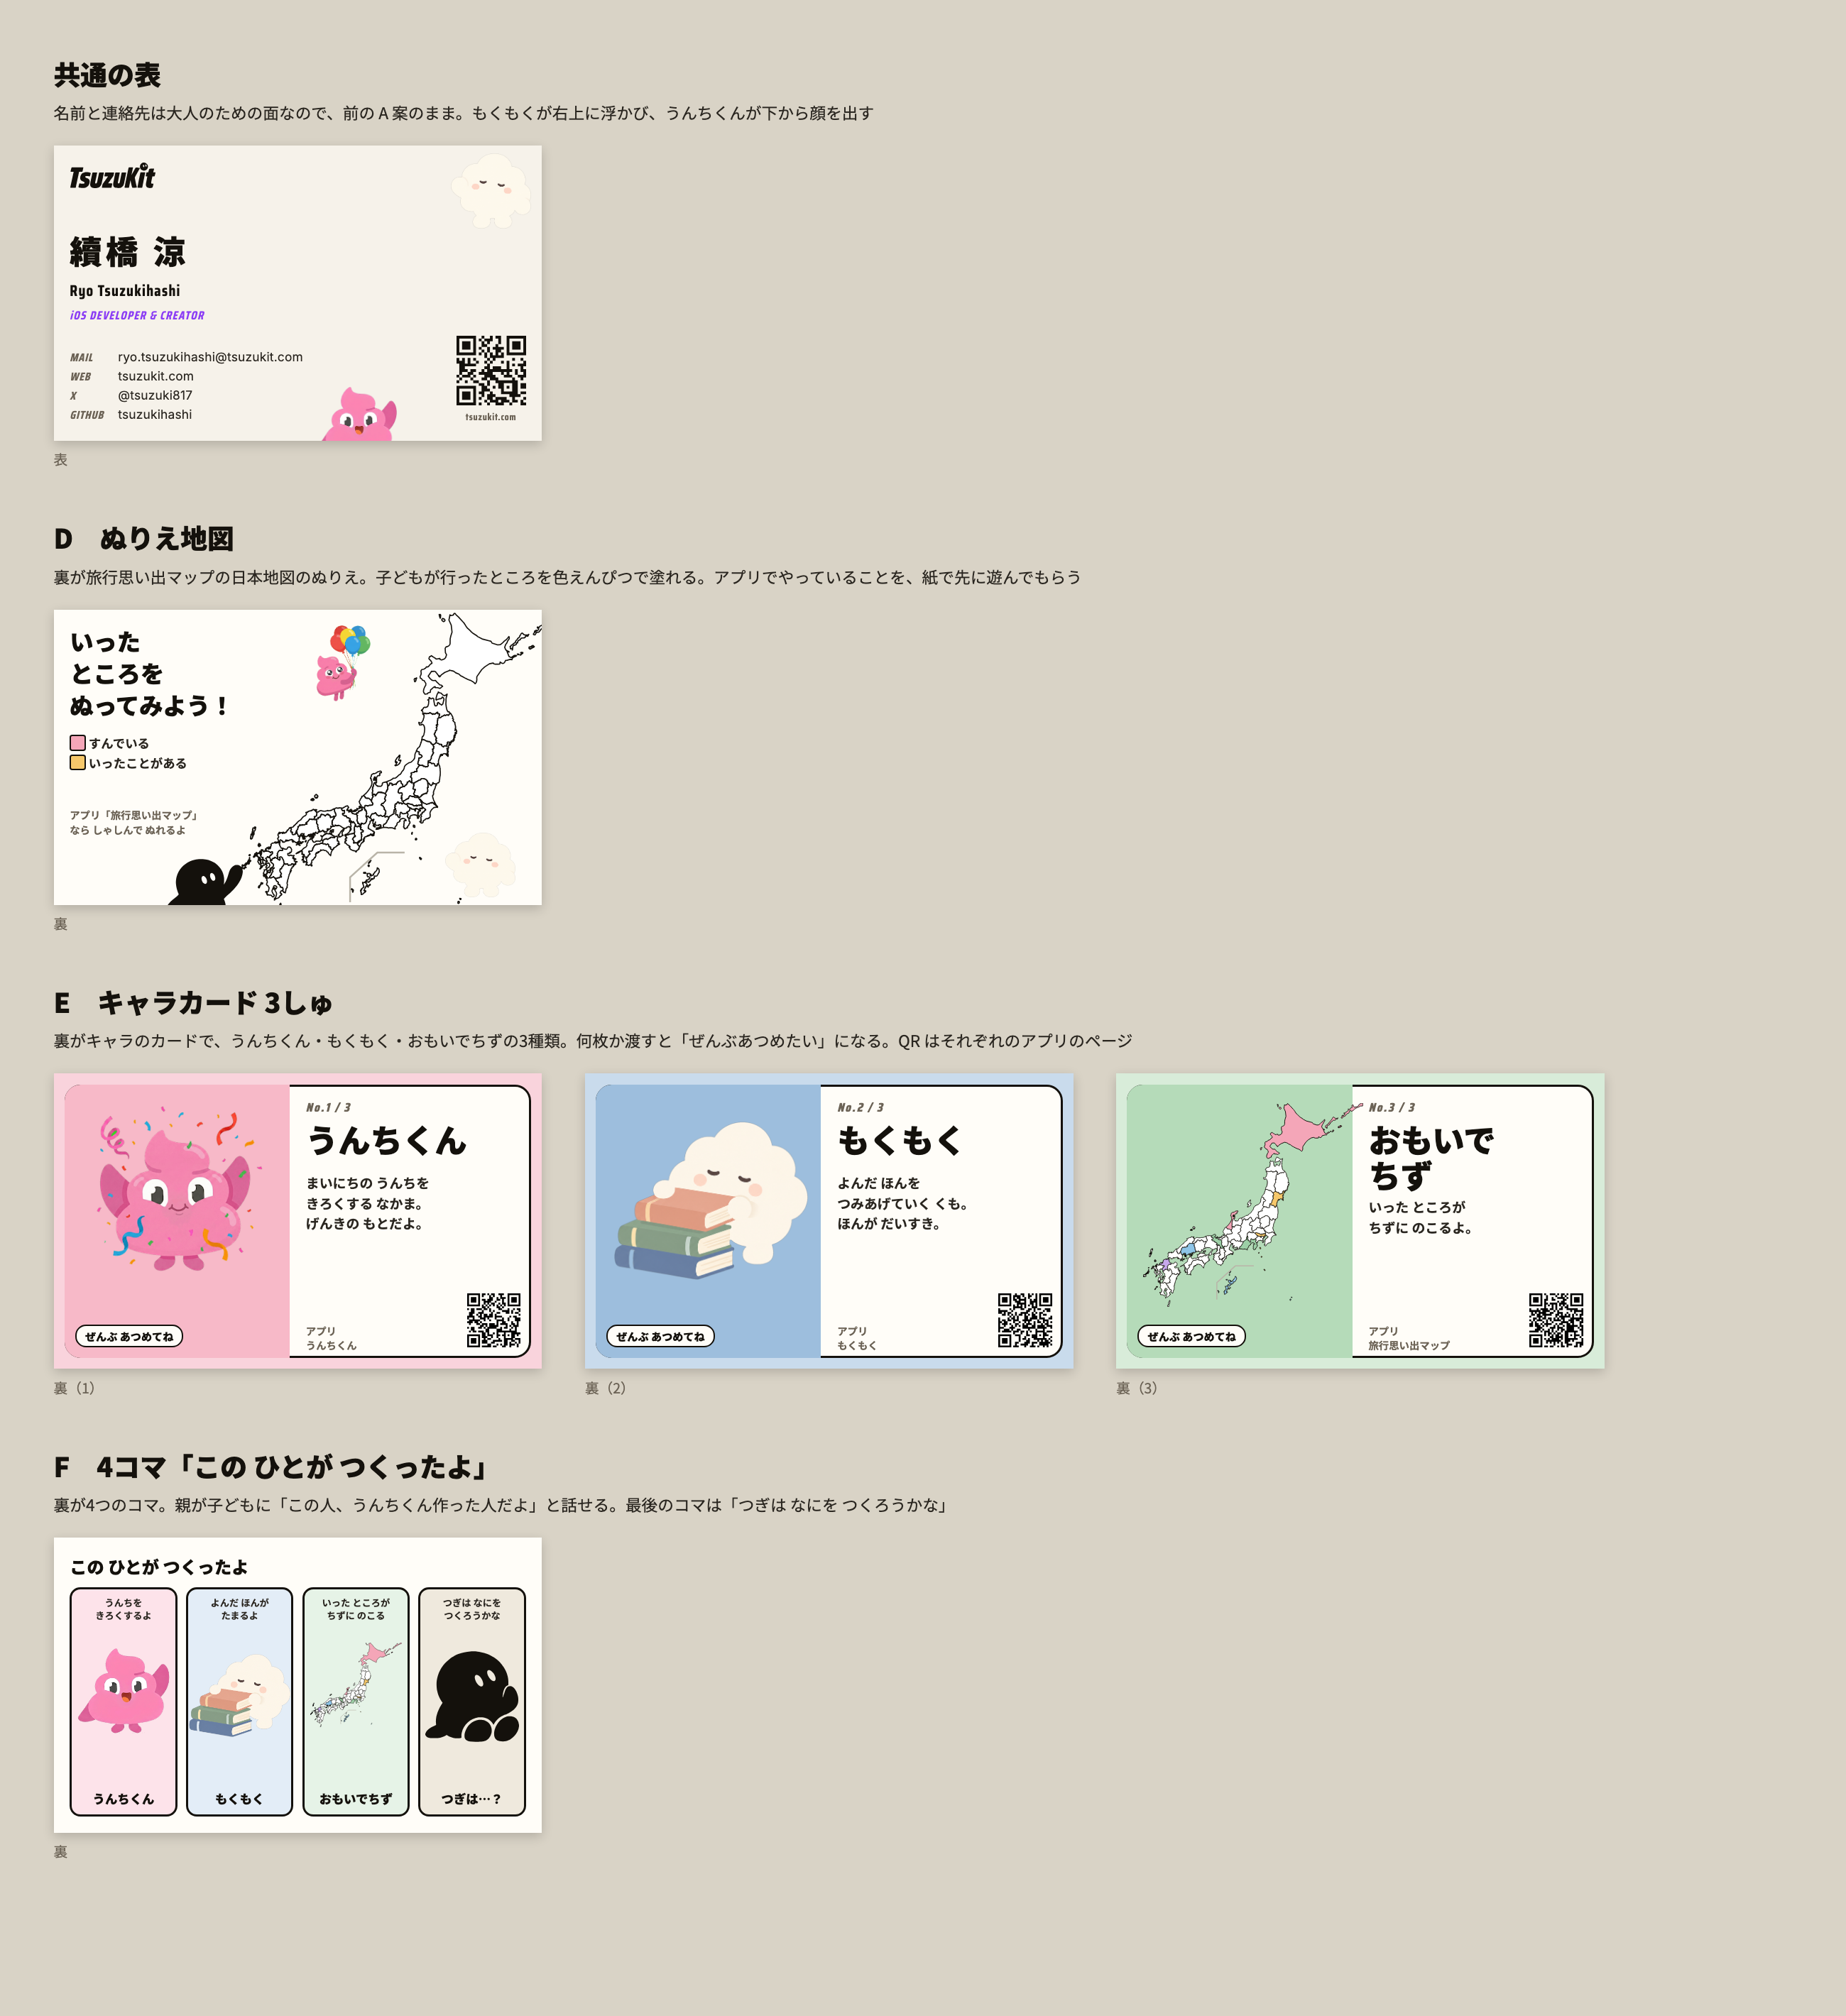 共通の表
名前と連絡先は大人のための面なので、前の A 案のまま。もくもくが右上に浮かび、うんちくんが下から顔を出す
TsuzuKit
續橋 涼
Ryo Tsuzukihashi
iOS DEVELOPER & CREATOR
MAIL ryo.tsuzukihashi@tsuzukit.com
WEB tsuzukit.com
X @tsuzuki817
GITHUB tsuzukihashi
tsuzukit.com
表
D ぬりえ地図
裏が旅行思い出マップの日本地図のぬりえ。子どもが行ったところを色えんぴつで塗れる。アプリでやっていることを、紙で先に遊んでもらう
いった
ところを
ぬってみよう！
すんでいる
いったことがある
アプリ「旅行思い出マップ」
なら しゃしんで ぬれるよ
裏
E キャラカード 3しゅ
裏がキャラのカードで、うんちくん・もくもく・おもいでちずの3種類。何枚か渡すと「ぜんぶあつめたい」になる。QR はそれぞれのアプリのページ
No.1 / 3
うんちくん
まいにちの うんちを
きろくする なかま。
げんきの もとだよ。
ぜんぶ あつめてね
アプリ
うんちくん
裏（1）
No.2 / 3
もくもく
よんだ ほんを
つみあげていく くも。
ほんが だいすき。
ぜんぶ あつめてね
アプリ
もくもく
裏（2）
No.3 / 3
おもいで
ちず
いった ところが
ちずに のこるよ。
ぜんぶ あつめてね
アプリ
旅行思い出マップ
裏（3）
F 4コマ「この ひとが つくったよ」
裏が4つのコマ。親が子どもに「この人、うんちくん作った人だよ」と話せる。最後のコマは「つぎは なにを つくろうかな」
この ひとが つくったよ
うんちを
きろくするよ
うんちくん
よんだ ほんが
たまるよ
もくもく
いった ところが
ちずに のこる
おもいでちず
つぎは なにを
つくろうかな
つぎは…？
裏